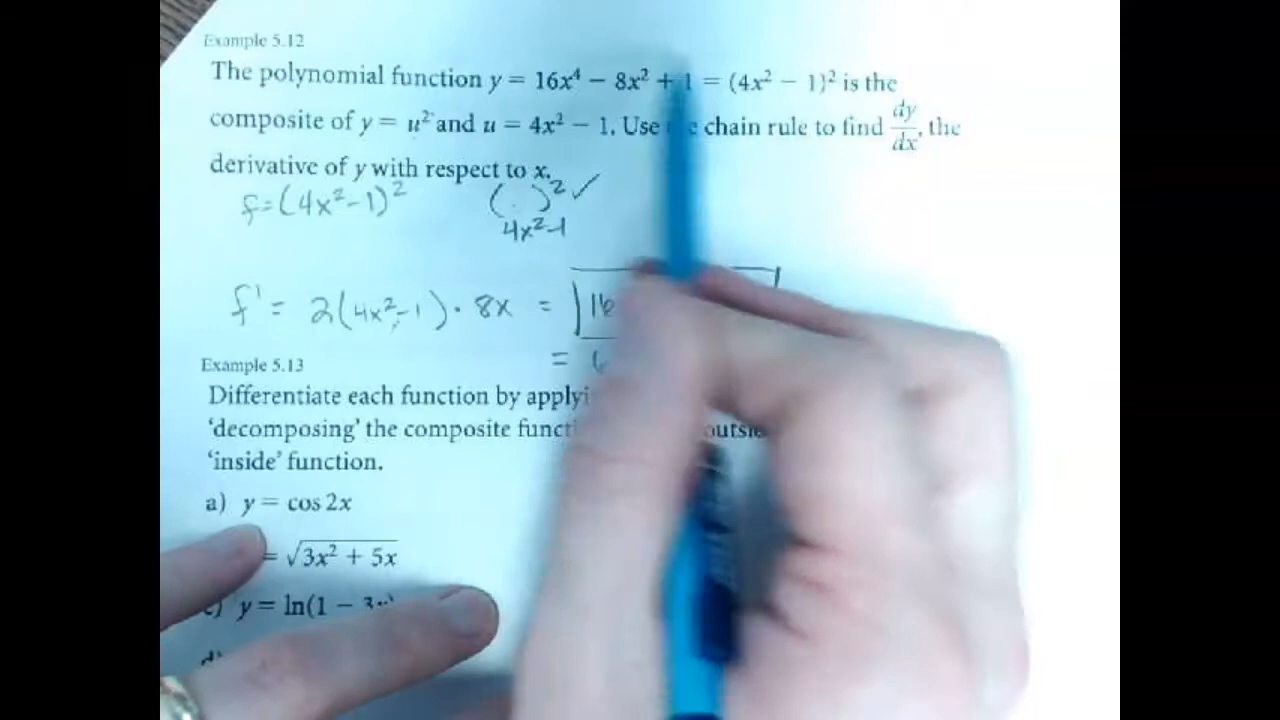 Example 5.12
The polynomial function y = 16x⁴ − 8x² + 1 = (4x² − 1)² is the
composite of y = u² and u = 4x² − 1. Use chain rule to find dy/dx, the
derivative of y with respect to x.
f=(4x²-1)² ( )² ✓
4x²-1
f' = 2(4x²-1) · 8x = 16
=
Example 5.13
Differentiate each function by
'decomposing' the composite
'inside' function.
a) y = cos 2x
= √(3x² + 5x)
c) y = ln(1 −